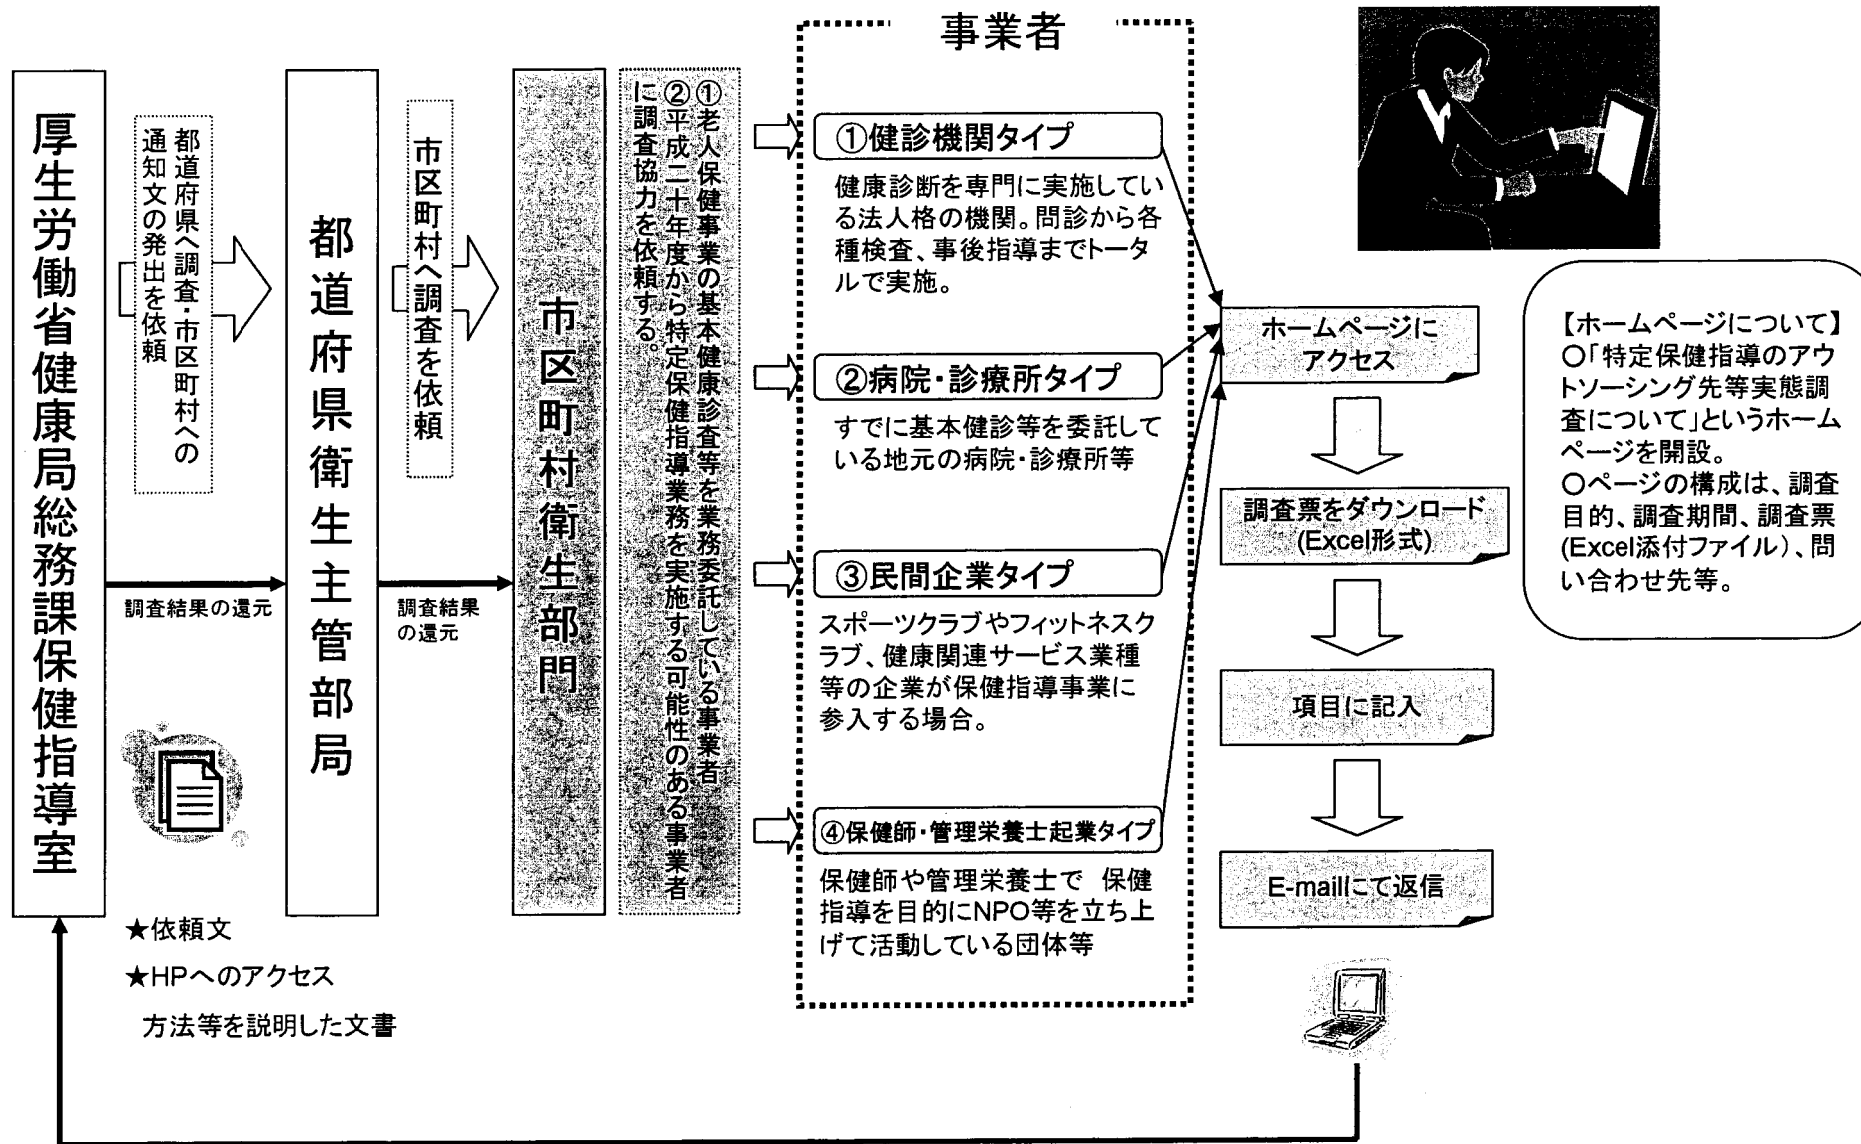 厚生労働省健康局総務課保健指導室
都道府県へ調査・市区町村への
通知文の発出を依頼
都道府県衛生主管部局
市区町村へ調査を依頼
市区町村衛生部門
①老人保健事業の基本健康診査等を業務委託している事業者
②平成二十年度から特定保健指導業務を実施する可能性のある事業者
に調査協力を依頼する。
調査結果の還元
調査結果
の還元
★依頼文
★HPへのアクセス
方法等を説明した文書
事業者
①健診機関タイプ
健康診断を専門に実施してい
る法人格の機関。問診から各
種検査、事後指導までトータ
ルで実施。
②病院・診療所タイプ
すでに基本健診等を委託して
いる地元の病院・診療所等
③民間企業タイプ
スポーツクラブやフィットネスク
ラブ、健康関連サービス業種
等の企業が保健指導事業に
参入する場合。
④保健師・管理栄養士起業タイプ
保健師や管理栄養士で 保健
指導を目的にNPO等を立ち上
げて活動している団体等
ホームページに
アクセス
調査票をダウンロード
(Excel形式)
項目に記入
E-mailにて返信
【ホームページについて】
○「特定保健指導のアウ
トソーシング先等実態調
査について」というホーム
ページを開設。
○ページの構成は、調査
目的、調査期間、調査票
(Excel添付ファイル)、問
い合わせ先等。